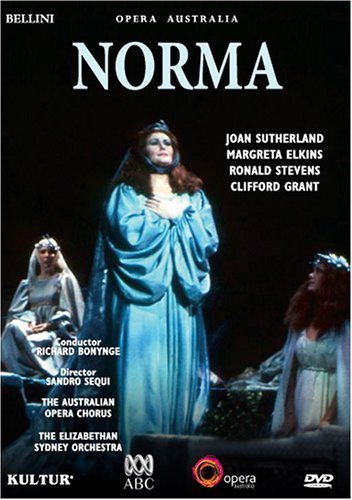 BELLINI
OPERA AUSTRALIA
NORMA
JOAN SUTHERLAND
MARGRETA ELKINS
RONALD STEVENS
CLIFFORD GRANT
Conductor
RICHARD BONYNGE
Director
SANDRO SEQUI
THE AUSTRALIAN
OPERA CHORUS
THE ELIZABETHAN
SYDNEY ORCHESTRA
KULTUR
ABC
opera
australia
DVD